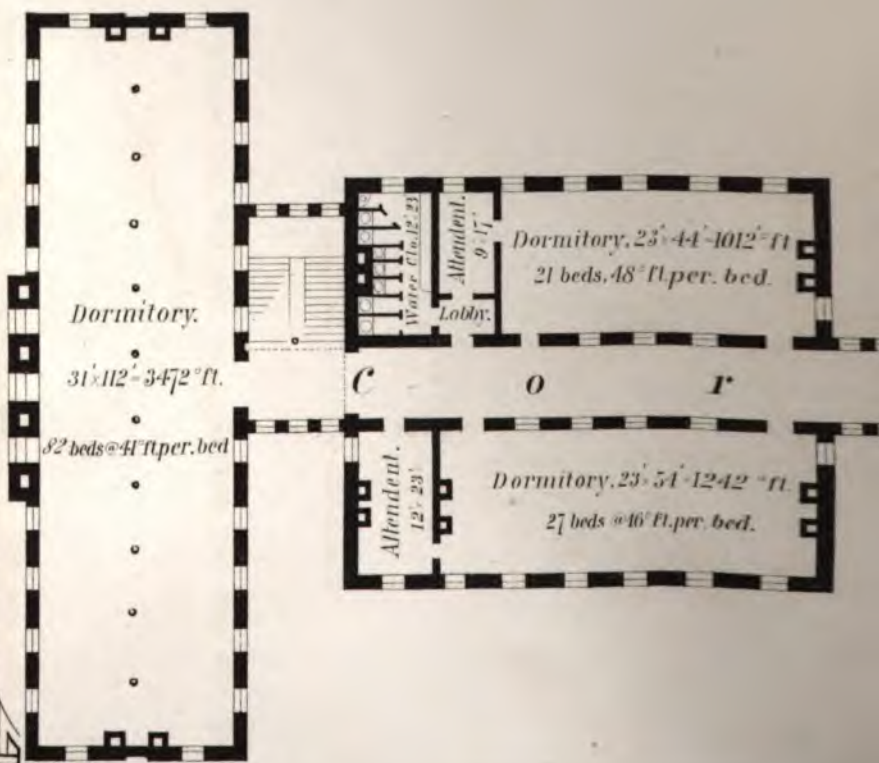 Dormitory.
31'×112'=3472°ft.
82 beds@41°ft.per.bed
Water Clo. 12'×23'
Attendent.
9'×17'
Lobby.
Dormitory, 23'×44'=1012°ft
21 beds, 48°ft.per. bed.
C o r
Attendent.
12'×23'
Dormitory, 23'×54'=1242°ft.
27 beds @46°ft.per. bed.